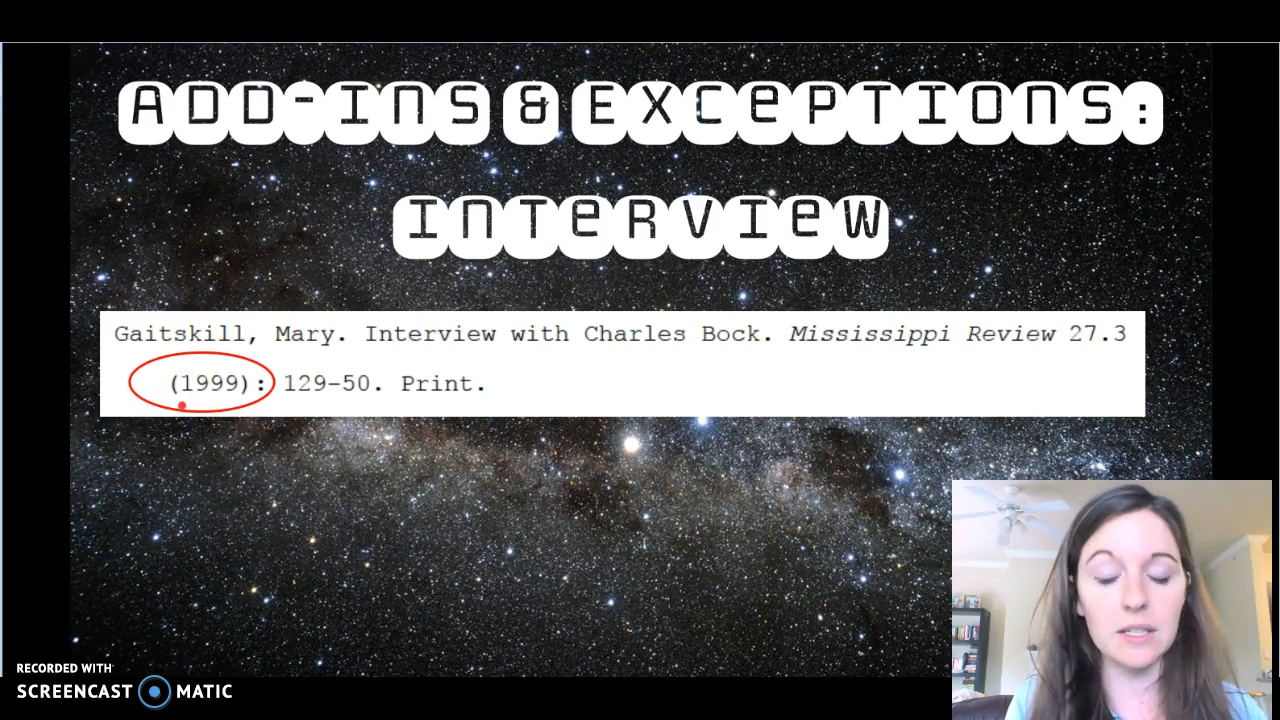 ADD-INS & EXCEPTIONS:
INTERVIEW
Gaitskill, Mary. Interview with Charles Bock. Mississippi Review 27.3
(1999): 129-50. Print.
RECORDED WITH
SCREENCAST MATIC